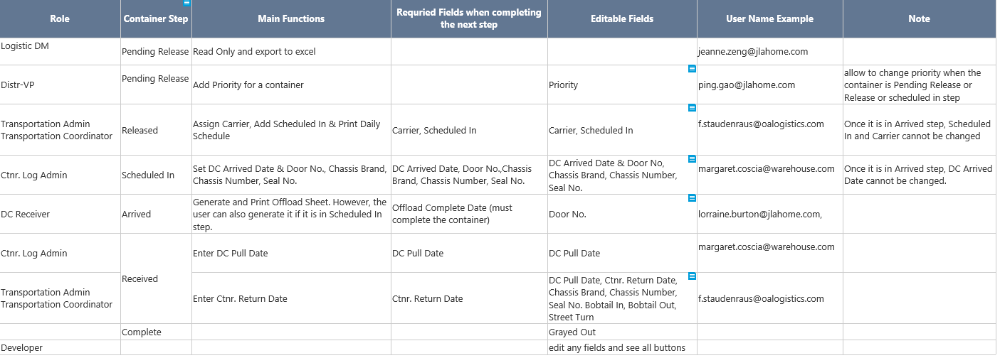 Role
Container Step
Main Functions
Requried Fields when completing
the next step
Editable Fields
User Name Example
Note
Logistic DM
Pending Release
Read Only and export to excel
jeanne.zeng@jlahome.com
Distr-VP
Pending Release
Add Priority for a container
Priority
ping.gao@jlahome.com
allow to change priority when the
container is Pending Release or
Release or scheduled in step
Transportation Admin
Transportation Coordinator
Released
Assign Carrier, Add Scheduled In & Print Daily
Schedule
Carrier, Scheduled In
Carrier, Scheduled In
f.staudenraus@oalogistics.com
Once it is in Arrived step, Scheduled
In and Carrier cannot be changed
Ctnr. Log Admin
Scheduled In
Set DC Arrived Date & Door No., Chassis Brand,
Chassis Number, Seal No.
DC Arrived Date, Door No.,Chassis
Brand, Chassis Number, Seal No.
DC Arrived Date & Door No,
Chassis Brand, Chassis Number,
Seal No.
margaret.coscia@warehouse.com
Once it is in Arrived step, DC Arrived
Date cannot be changed.
DC Receiver
Arrived
Generate and Print Offload Sheet. However, the
user can also generate it if it is in Scheduled In
step.
Offload Complete Date (must
complete the container)
Door No.
lorraine.burton@jlahome.com,
Ctnr. Log Admin
Received
Enter DC Pull Date
DC Pull Date
DC Pull Date
margaret.coscia@warehouse.com
Transportation Admin
Transportation Coordinator
Enter Ctnr. Return Date
Ctnr. Return Date
DC Pull Date, Ctnr. Return Date,
Chassis Brand, Chassis Number,
Seal No. Bobtail In, Bobtail Out,
Street Turn
f.staudenraus@oalogistics.com
Complete
Grayed Out
Developer
edit any fields and see all buttons